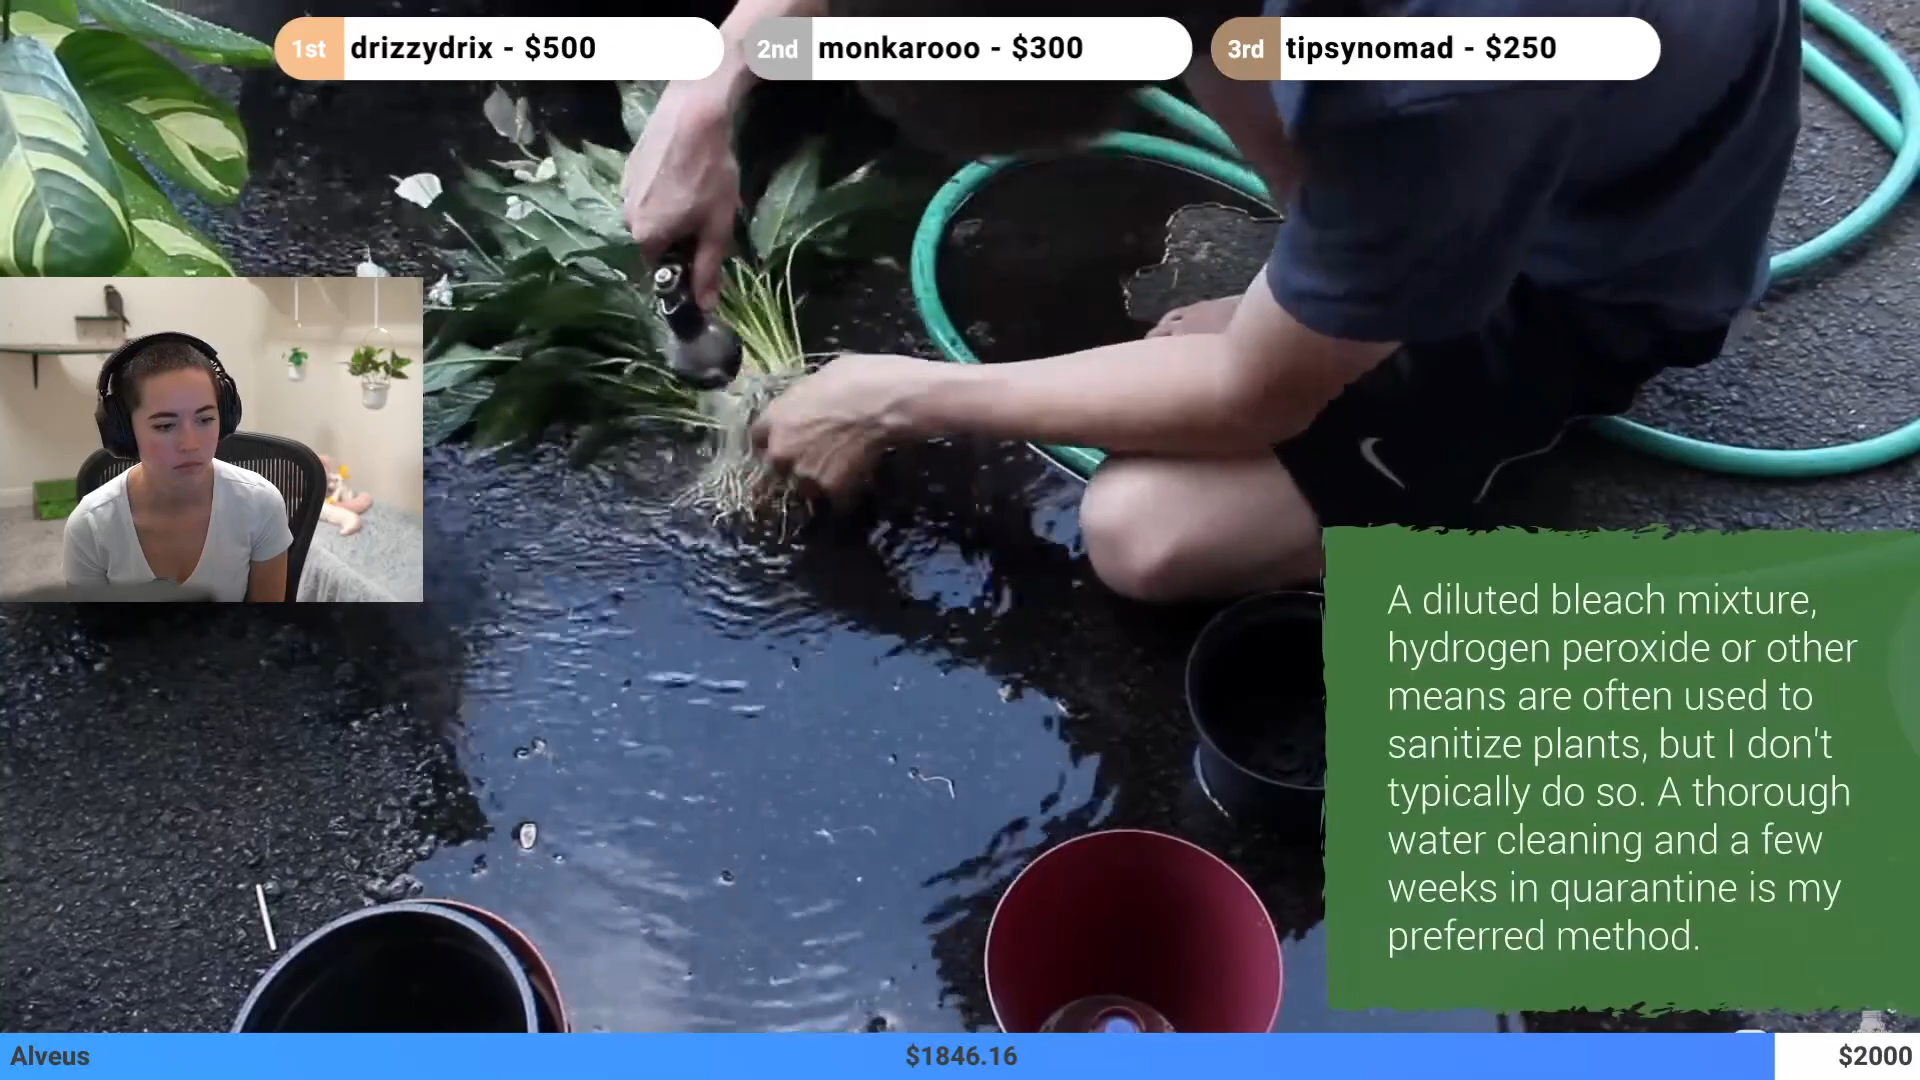 1st drizzydrix - $500 2nd monkarooo - $300 3rd tipsynomad - $250
A diluted bleach mixture,
hydrogen peroxide or other
means are often used to
sanitize plants, but I don't
typically do so. A thorough
water cleaning and a few
weeks in quarantine is my
preferred method.
Alveus $1846.16 $2000